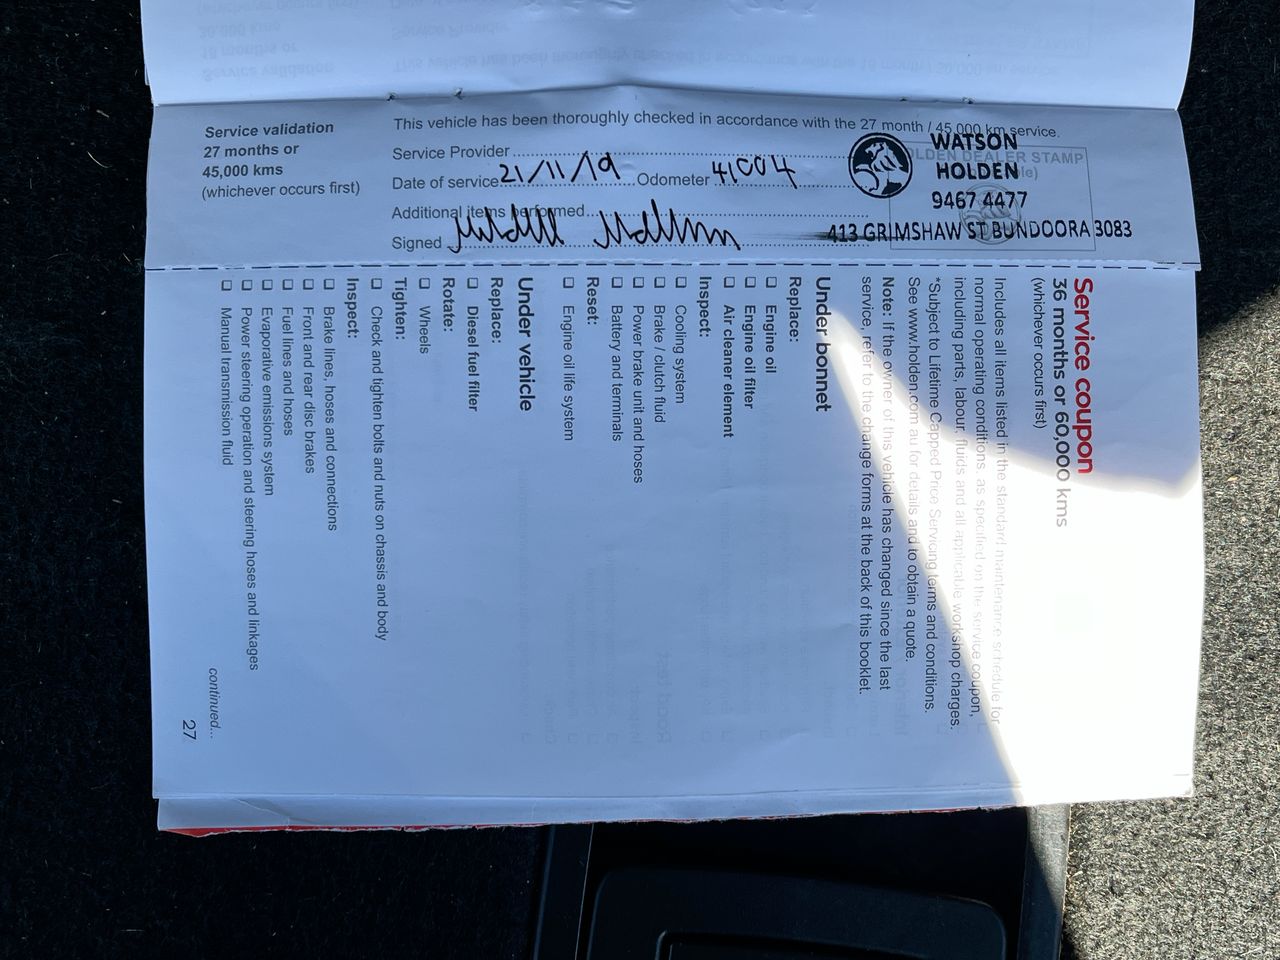 Service validation
27 months or
45,000 kms
(whichever occurs first)
This vehicle has been thoroughly checked in accordance with the 27 month / 45,000 km service.
Service Provider
Date of service 21/11/19 Odometer 41004
Additional items performed
Signed
HOLDEN DEALER STAMP
WATSON
HOLDEN
9467 4477
413 GRIMSHAW ST BUNDOORA 3083
Service coupon
36 months or 60,000 kms
(whichever occurs first)
Includes all items listed in the standard maintenance schedule for
normal operating conditions, as specified on the service coupon,
including parts, labour, fluids and all applicable workshop charges.
*Subject to Lifetime Capped Price Servicing terms and conditions.
See www.holden.com.au for details and to obtain a quote.
Note: If the owner of this vehicle has changed since the last
service, refer to the change forms at the back of this booklet.
Under bonnet
Replace:
Engine oil
Engine oil filter
Air cleaner element
Inspect:
Cooling system
Brake / clutch fluid
Power brake unit and hoses
Battery and terminals
Reset:
Engine oil life system
Under vehicle
Replace:
Diesel fuel filter
Rotate:
Wheels
Tighten:
Check and tighten bolts and nuts on chassis and body
Inspect:
Brake lines, hoses and connections
Front and rear disc brakes
Fuel lines and hoses
Evaporative emissions system
Power steering operation and steering hoses and linkages
Manual transmission fluid
continued...
27